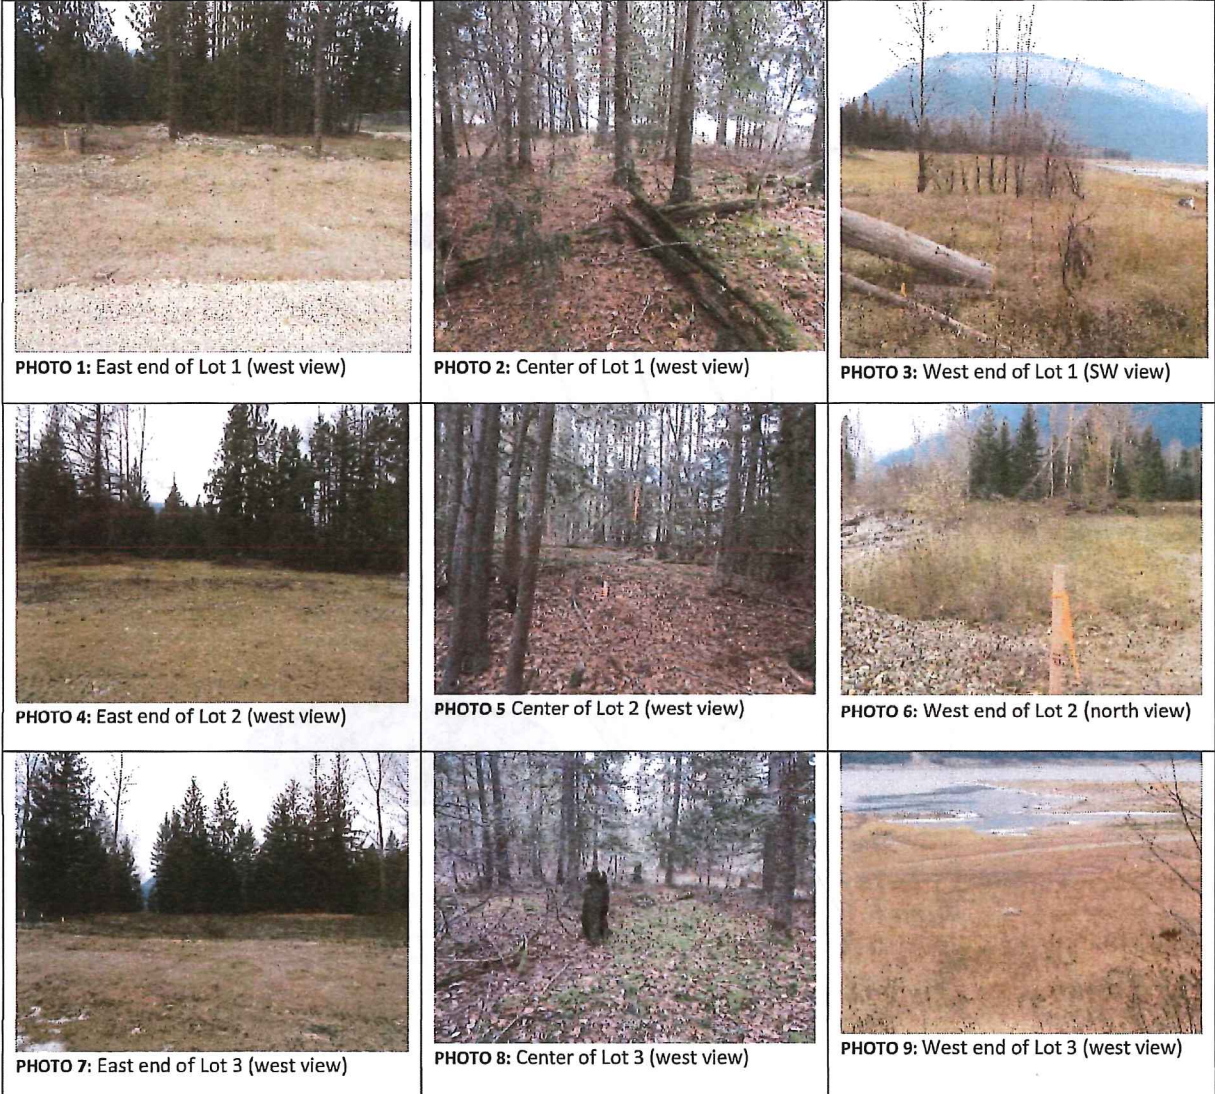 PHOTO 1: East end of Lot 1 (west view)
PHOTO 2: Center of Lot 1 (west view)
PHOTO 3: West end of Lot 1 (SW view)
PHOTO 4: East end of Lot 2 (west view)
PHOTO 5 Center of Lot 2 (west view)
PHOTO 6: West end of Lot 2 (north view)
PHOTO 7: East end of Lot 3 (west view)
PHOTO 8: Center of Lot 3 (west view)
PHOTO 9: West end of Lot 3 (west view)